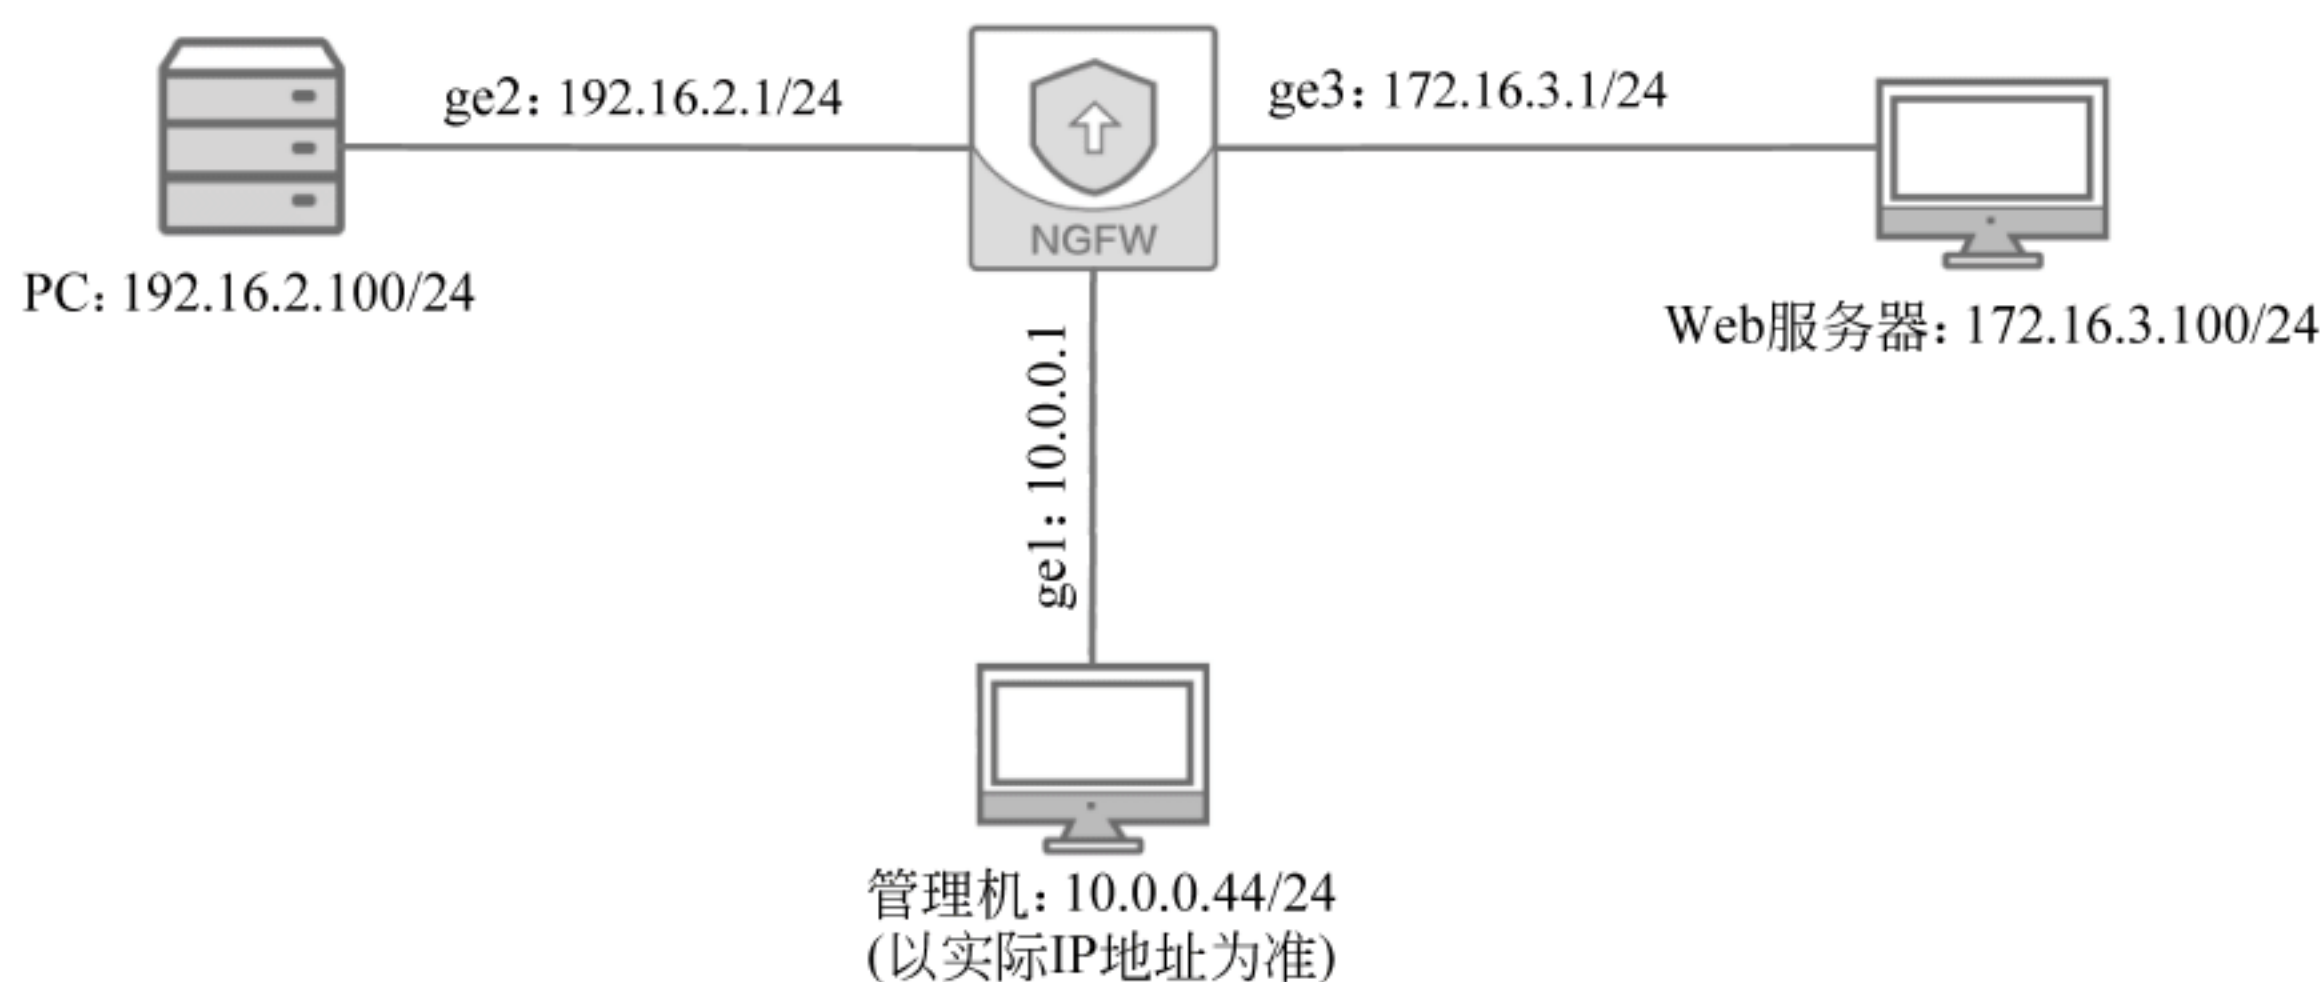 ge2: 192.16.2.1/24
ge3: 172.16.3.1/24
NGFW
PC: 192.16.2.100/24
Web服务器: 172.16.3.100/24
ge1: 10.0.0.1
管理机: 10.0.0.44/24
(以实际IP地址为准)